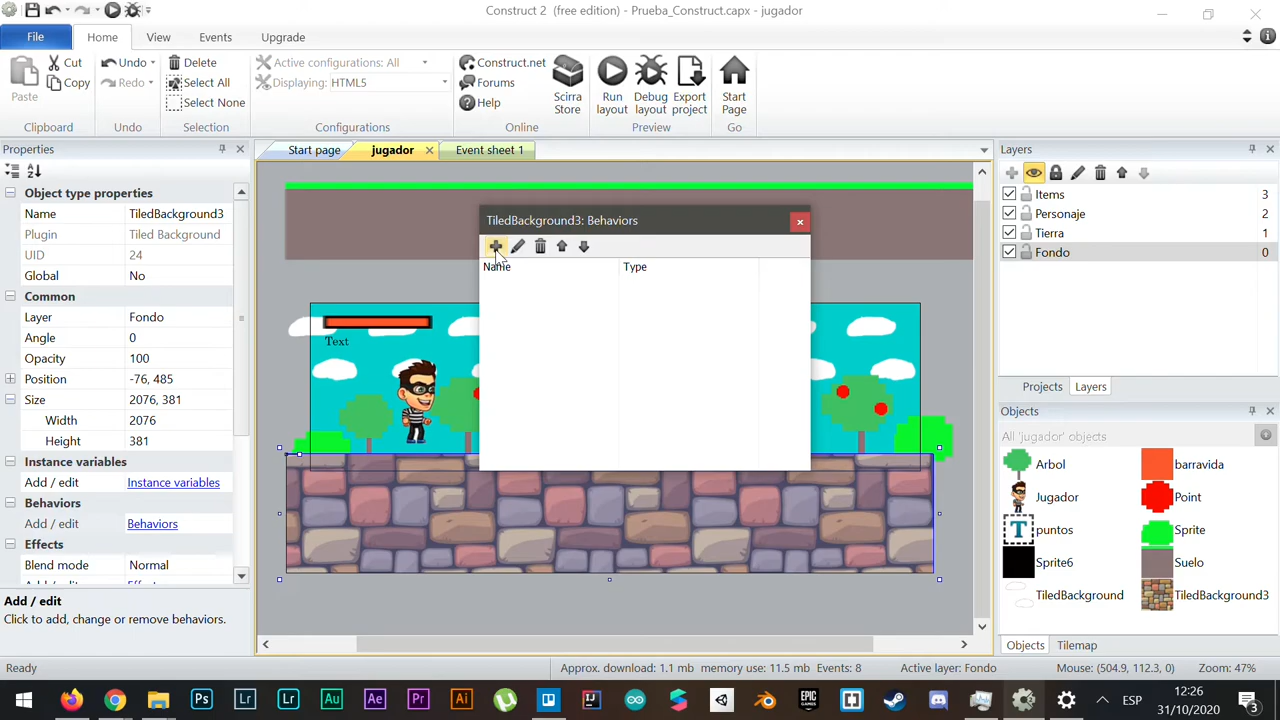 Construct 2 (free edition) - Prueba_Construct.capx - jugador
File Home View Events Upgrade
Cut
Copy
Paste
Clipboard
Undo
Redo
Undo
Delete
Select All
Select None
Selection
Active configurations: All
Displaying: HTML5
Configurations
Construct.net
Forums
Help
Scirra
Store
Online
Run
layout
Debug
layout
Export
project
Preview
Start
Page
Go
Properties
Start page jugador Event sheet 1
Layers
Object type properties
Name TiledBackground3
Plugin Tiled Background
UID 24
Global No
Common
Layer Fondo
Angle 0
Opacity 100
Position -76, 485
Size 2076, 381
Width 2076
Height 381
Instance variables
Add / edit Instance variables
Behaviors
Add / edit Behaviors
Effects
Blend mode Normal
Add / edit
Click to add, change or remove behaviors.
Text
TiledBackground3: Behaviors
Name Type
Items 3
Personaje 2
Tierra 1
Fondo 0
Projects Layers
Objects
All 'jugador' objects
Arbol barravida
Jugador Point
T puntos Sprite
Sprite6 Suelo
TiledBackground TiledBackground3
Objects Tilemap
Ready Approx. download: 1.1 mb memory use: 11.5 mb Events: 8 Active layer: Fondo Mouse: (504.9, 112.3, 0) Zoom: 47%
Ps Lr Lr Au Ae Pr Ai
ESP
12:26
31/10/2020
3